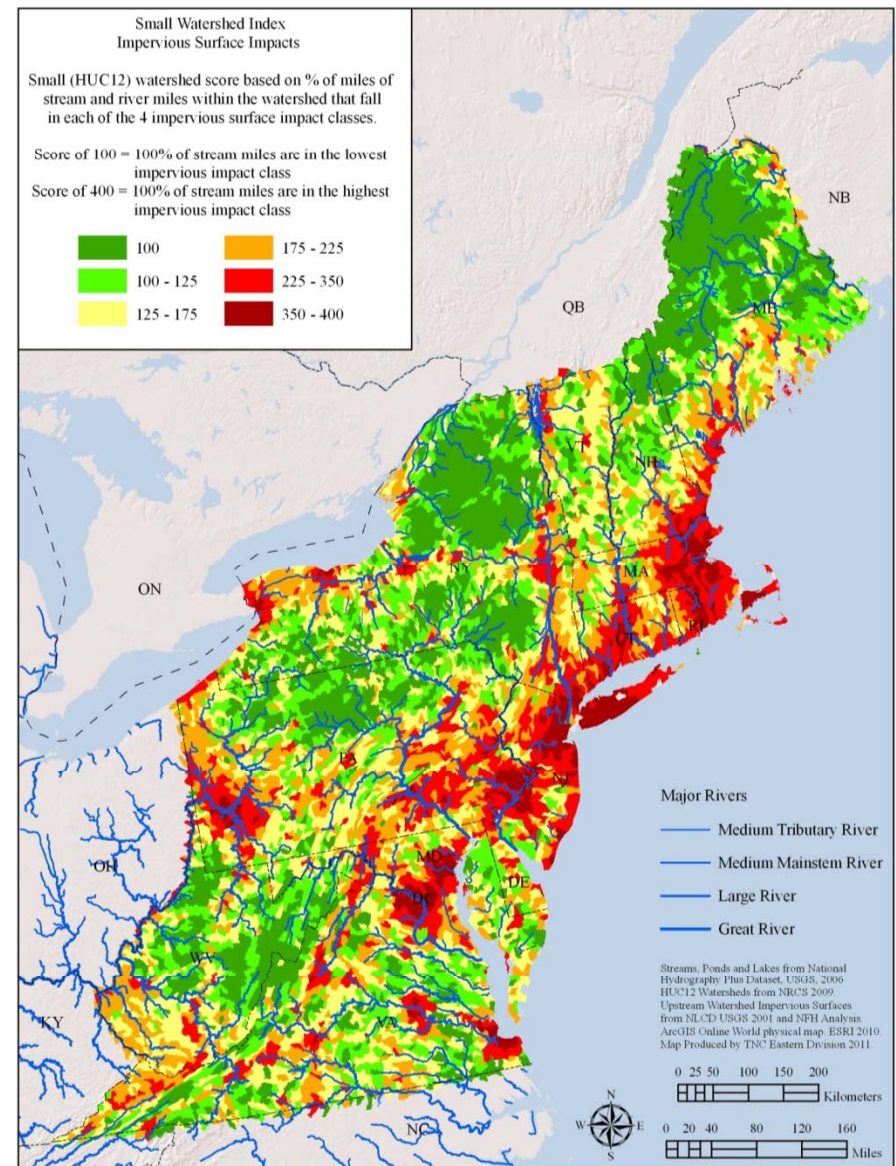 Small Watershed Index
Impervious Surface Impacts
Small (HUC12) watershed score based on % of miles of
stream and river miles within the watershed that fall
in each of the 4 impervious surface impact classes.
Score of 100 = 100% of stream miles are in the lowest
impervious impact class
Score of 400 = 100% of stream miles are in the highest
impervious impact class
100
175 - 225
100 - 125
225 - 350
125 - 175
350 - 400
NB
QB
ME
VT
NH
ON
NY
MA
CT
RI
PA
NJ
OH
MD
DE
DC
WV
KY
VA
NC
Major Rivers
Medium Tributary River
Medium Mainstem River
Large River
Great River
Streams, Ponds and Lakes from National
Hydrography Plus Dataset, USGS, 2006
HUC12 Watersheds from NRCS 2009.
Upstream Watershed Impervious Surfaces
from NLCD USGS 2001 and NFH Analysis.
ArcGIS Online World physical map. ESRI 2010.
Map Produced by TNC Eastern Division 2011.
0 25 50 100 150 200
Kilometers
N
W E
S
0 20 40 80 120 160
Miles